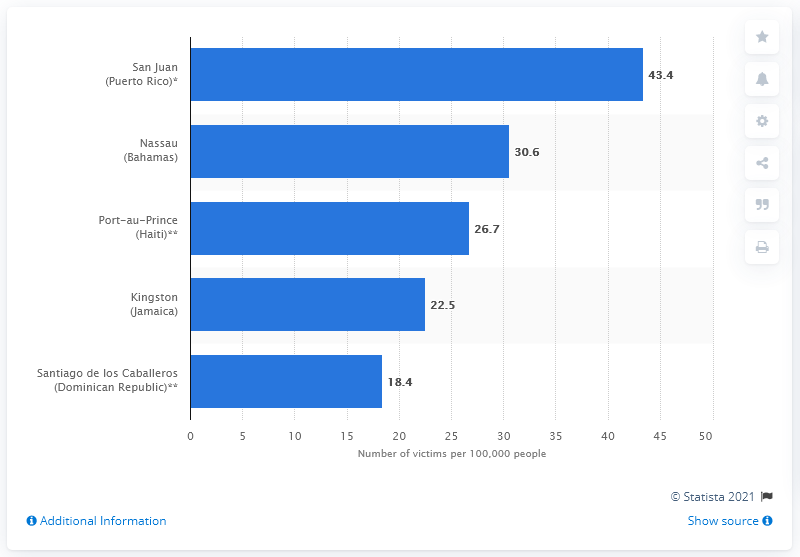 San Juan
(Puerto Rico)*
43.4
Nassau
(Bahamas)
30.6
Port-au-Prince
(Haiti)**
26.7
Kingston
(Jamaica)
22.5
Santiago de los Caballeros
(Dominican Republic)**
18.4
0 5 10 15 20 25 30 35 40 45 50
Number of victims per 100,000 people
© Statista 2021
Additional Information
Show source